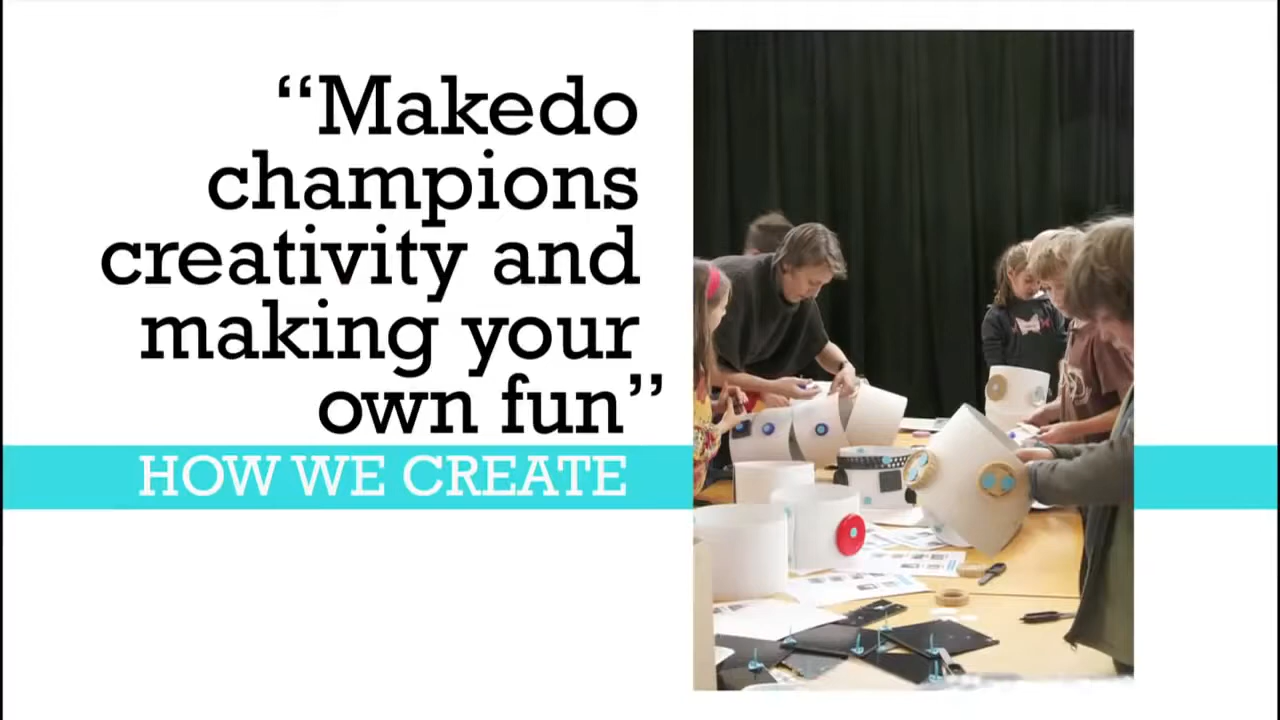 “Makedo
champions
creativity and
making your
own fun”
HOW WE CREATE